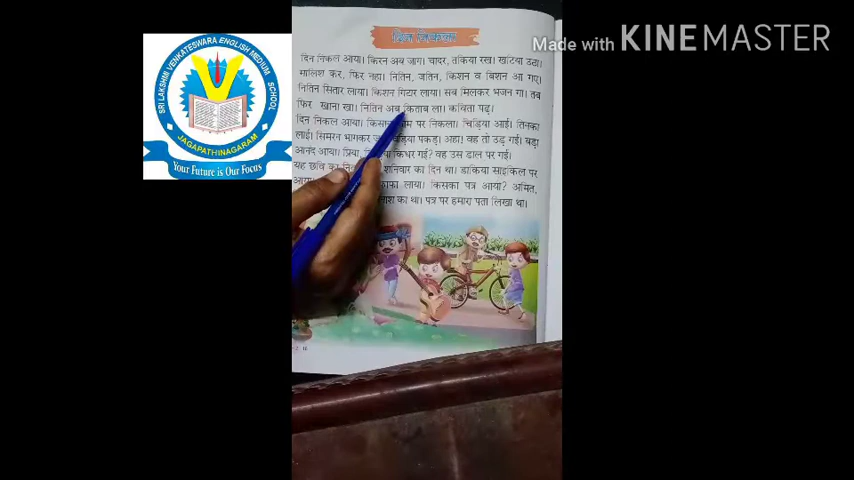 दिन निकला
दिन निकल आया। किरन अब जाग। चादर, तकिया रख। खटिया उठा।
मालिश कर, फिर नहा। नितिन, जतिन, किशन व बिशन आ गए।
नितिन सितार लाया। किशन गिटार लाया। सब मिलकर भजन गा। तब
फिर खाना खा। नितिन अब किताब ला। कविता पढ़।
दिन निकल आया। किसान काम पर निकला। चिड़िया आई। तिनका
लाई। सिमरन भागकर जा। चिड़िया पकड़। अहा! वह तो उड़ गई। बड़ा
आनंद आया। प्रिया, किधर गई? वह उस डाल पर गई।
यह छवि का शनिवार का दिन था। डाकिया साइकिल पर
आया। लाया। किसका पत्र आया? अमित,
का था। पत्र पर हमारा पता लिखा था।
SRI LAKSHMI VENKATESWARA ENGLISH MEDIUM SCHOOL
JAGAPATHINAGARAM
Your Future is Our Focus
Made with KINEMASTER